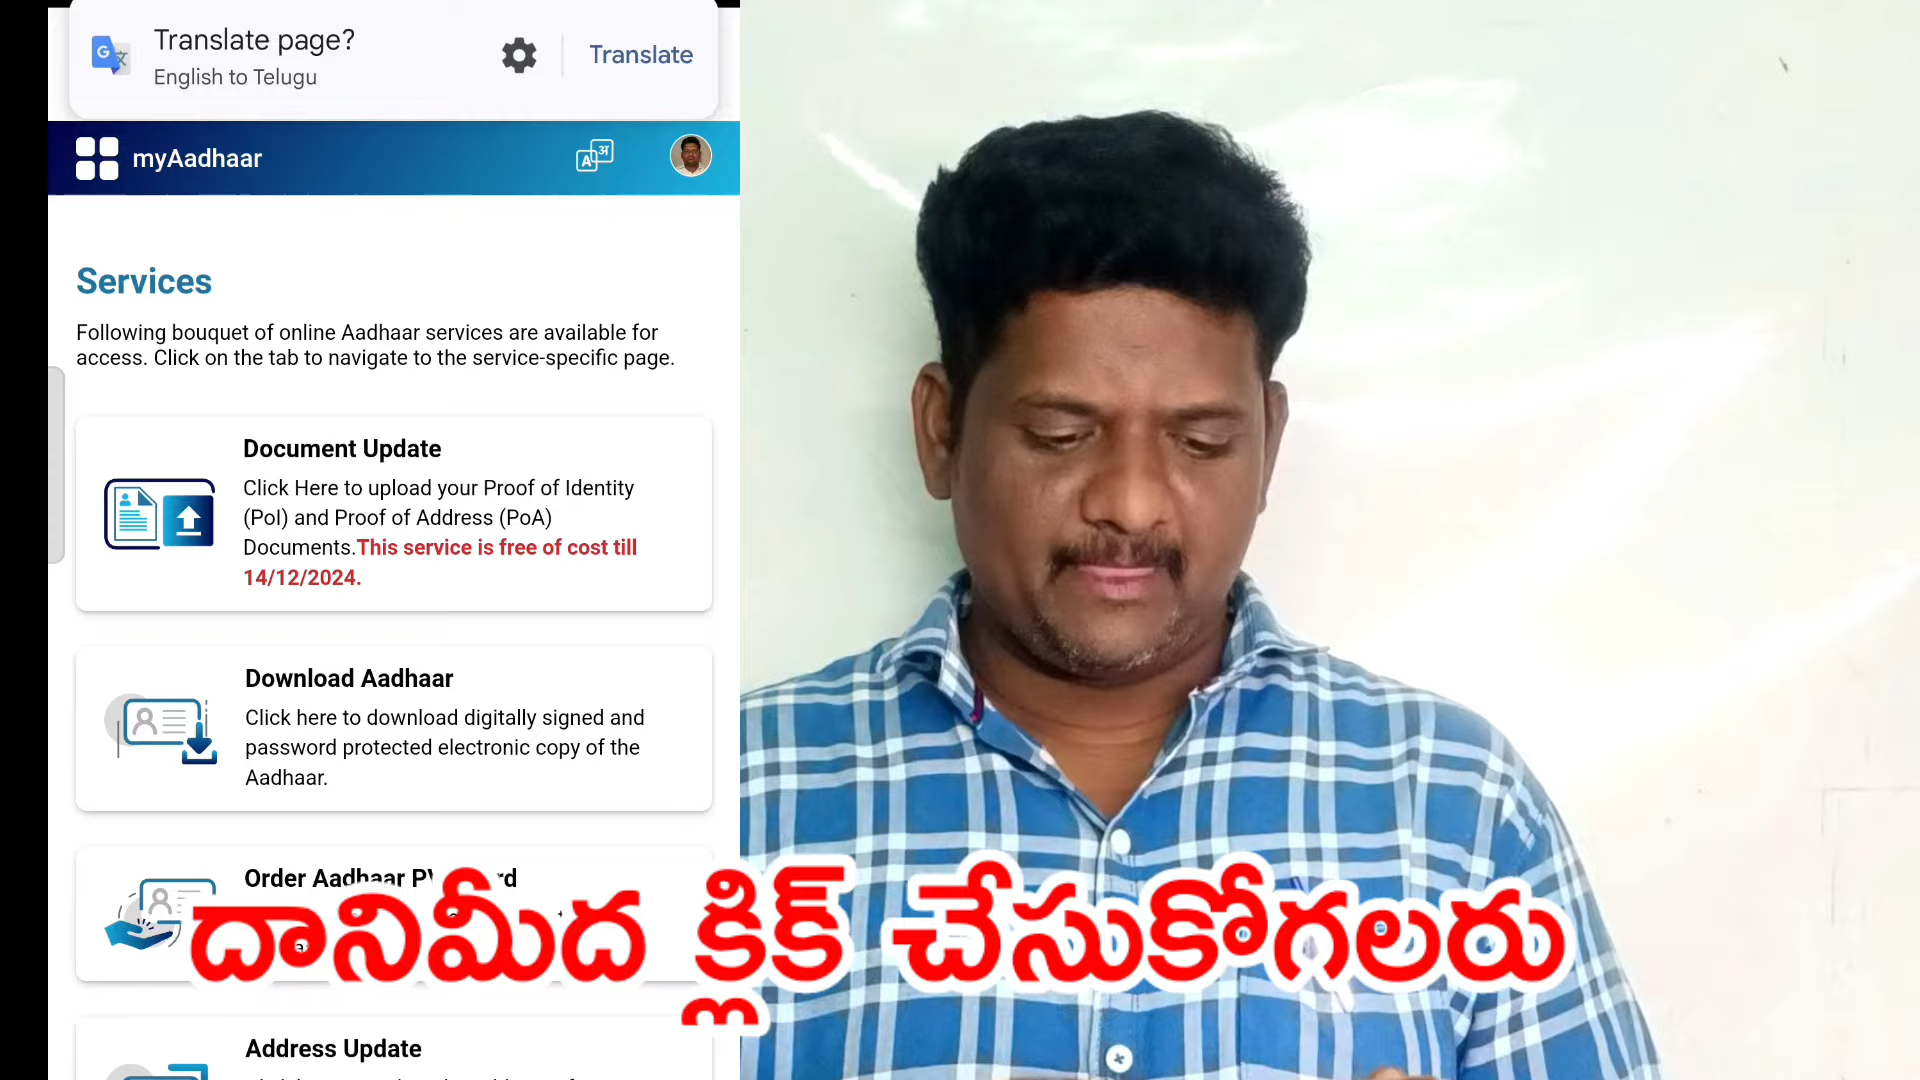 Translate page?
English to Telugu
Translate
myAadhaar
Services
Following bouquet of online Aadhaar services are available for
access. Click on the tab to navigate to the service-specific page.
Document Update
Click Here to upload your Proof of Identity
(PoI) and Proof of Address (PoA)
Documents.This service is free of cost till
14/12/2024.
Download Aadhaar
Click here to download digitally signed and
password protected electronic copy of the
Aadhaar.
Order Aadhaar
దానిమీద క్లిక్ చేసుకోగలరు
Address Update